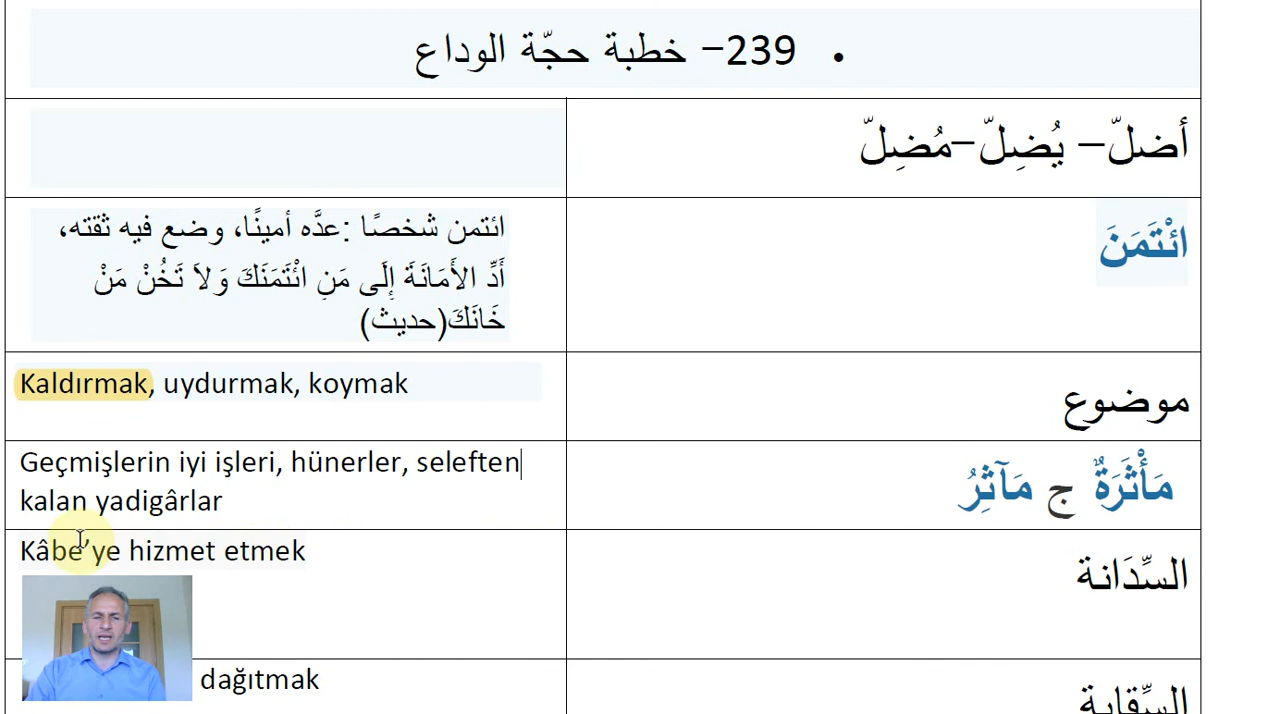 • 239– خطبة حجّة الوداع
أضلّ– يُضِلّ–مُضِلّ
ائْتَمَنَ
ائتمن شخصًا :عدَّه أمينًا، وضع فيه ثقته،
أَدِّ الأَمَانَةَ إِلَى مَنِ ائْتَمَنَكَ وَلاَ تَخُنْ مَنْ
خَانَكَ(حديث)
موضوع
Kaldırmak, uydurmak, koymak
مَأْثَرَةٌ ج مَآثِرُ
Geçmişlerin iyi işleri, hünerler, seleften
kalan yadigârlar
السِّدَانة
Kâbe’ye hizmet etmek
السِّقاية
dağıtmak